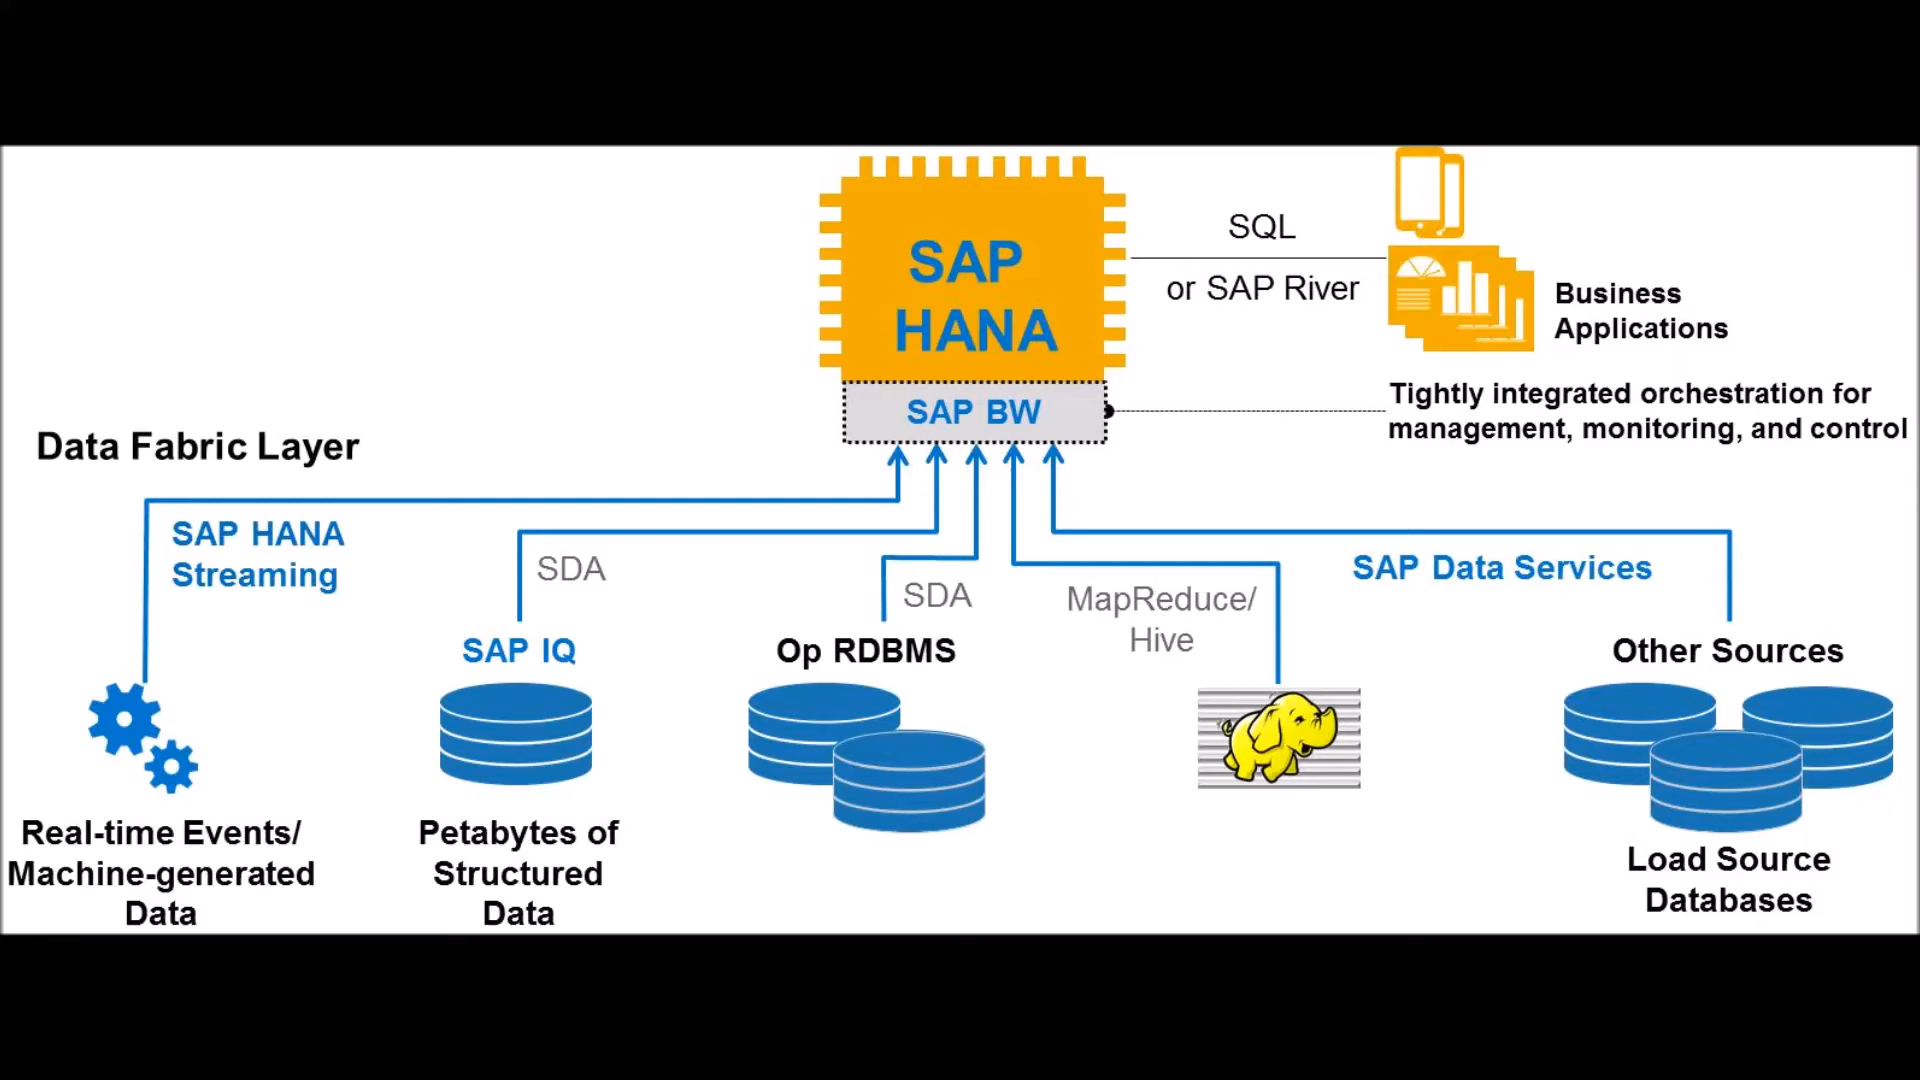 SAP
HANA
SQL
or SAP River
Business
Applications
SAP BW
Tightly integrated orchestration for
management, monitoring, and control
Data Fabric Layer
SAP HANA
Streaming
SDA
SDA
MapReduce/
Hive
SAP Data Services
SAP IQ
Op RDBMS
Other Sources
Real-time Events/
Machine-generated
Data
Petabytes of
Structured
Data
Load Source
Databases